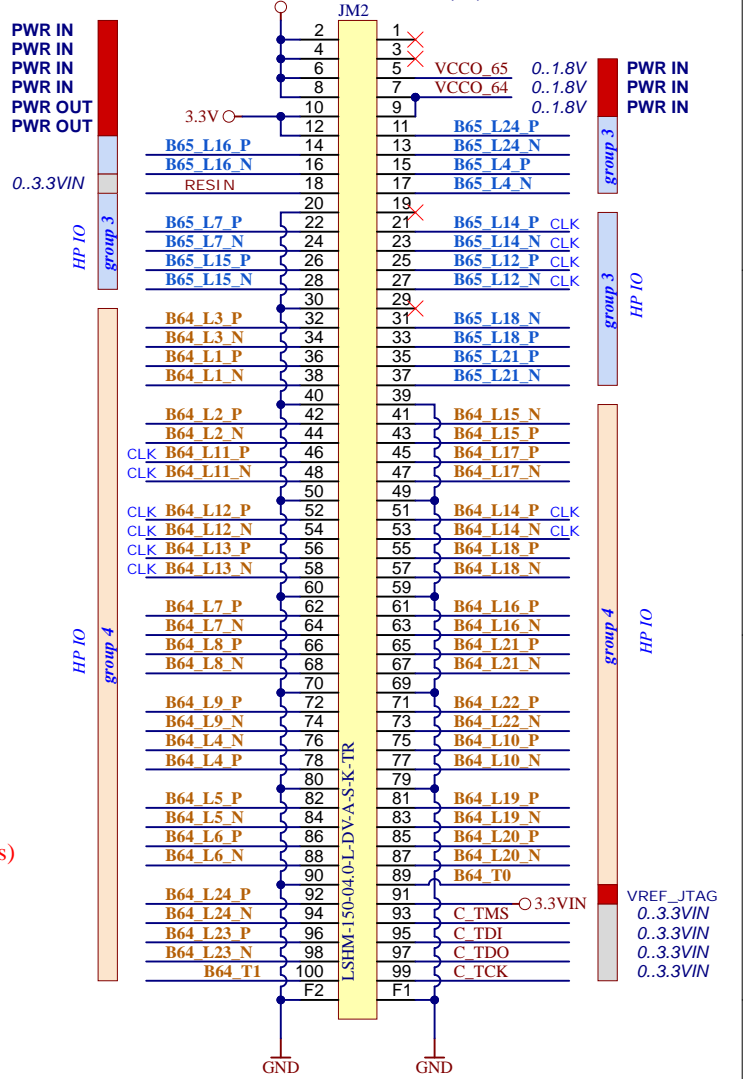 JM2
PWR IN 2 1
PWR IN 4 3
PWR IN 6 5 VCCO_65 0..1.8V PWR IN
PWR IN 8 7 VCCO_64 0..1.8V PWR IN
PWR OUT 10 9 0..1.8V PWR IN
3.3V
PWR OUT 12 11 B65_L24_P
B65_L16_P 14 13 B65_L24_N
B65_L16_N 16 15 B65_L4_P
0..3.3VIN RESIN 18 17 B65_L4_N
group 3
20 19
B65_L7_P 22 21 B65_L14_P CLK
B65_L7_N 24 23 B65_L14_N CLK
B65_L15_P 26 25 B65_L12_P CLK
B65_L15_N 28 27 B65_L12_N CLK
HP IO
group 3
group 3
HP IO
30 29
B64_L3_P 32 31 B65_L18_N
B64_L3_N 34 33 B65_L18_P
B64_L1_P 36 35 B65_L21_P
B64_L1_N 38 37 B65_L21_N
40 39
B64_L2_P 42 41 B64_L15_N
B64_L2_N 44 43 B64_L15_P
CLK B64_L11_P 46 45 B64_L17_P
CLK B64_L11_N 48 47 B64_L17_N
50 49
CLK B64_L12_P 52 51 B64_L14_P CLK
CLK B64_L12_N 54 53 B64_L14_N CLK
CLK B64_L13_P 56 55 B64_L18_P
CLK B64_L13_N 58 57 B64_L18_N
60 59
B64_L7_P 62 61 B64_L16_P
B64_L7_N 64 63 B64_L16_N
B64_L8_P 66 65 B64_L21_P
B64_L8_N 68 67 B64_L21_N
HP IO
group 4
group 4
HP IO
70 69
B64_L9_P 72 71 B64_L22_P
B64_L9_N 74 73 B64_L22_N
B64_L4_N 76 75 B64_L10_P
B64_L4_P 78 77 B64_L10_N
80 79
B64_L5_P 82 81 B64_L19_P
B64_L5_N 84 83 B64_L19_N
B64_L6_P 86 85 B64_L20_P
s)
B64_L6_N 88 87 B64_L20_N
90 89 B64_T0
B64_L24_P 92 91 3.3VIN VREF_JTAG
B64_L24_N 94 93 C_TMS 0..3.3VIN
B64_L23_P 96 95 C_TDI 0..3.3VIN
B64_L23_N 98 97 C_TDO 0..3.3VIN
B64_T1 100 99 C_TCK 0..3.3VIN
F2 F1
LSHM-150-04.0-L-DV-A-S-K-TR
GND GND